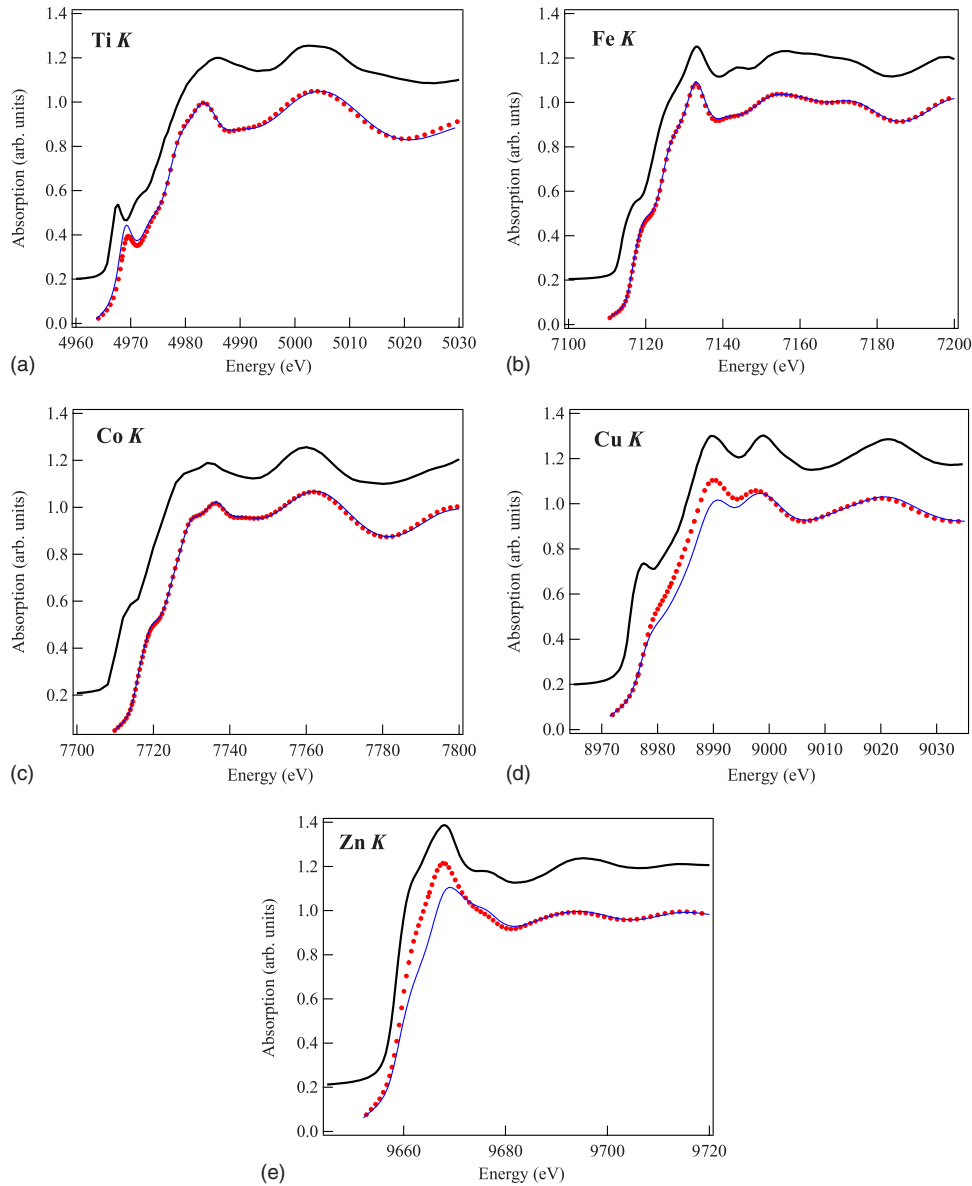 Ti K
Absorption (arb. units)
1.4
1.2
1.0
0.8
0.6
0.4
0.2
0.0
4960 4970 4980 4990 5000 5010 5020 5030
Energy (eV)
(a)
Fe K
Absorption (arb. units)
1.4
1.2
1.0
0.8
0.6
0.4
0.2
0.0
7100 7120 7140 7160 7180 7200
Energy (eV)
(b)
Co K
Absorption (arb. units)
1.4
1.2
1.0
0.8
0.6
0.4
0.2
7700 7720 7740 7760 7780 7800
Energy (eV)
(c)
Cu K
Absorption (arb. units)
1.4
1.2
1.0
0.8
0.6
0.4
0.2
0.0
8970 8980 8990 9000 9010 9020 9030
Energy (eV)
(d)
Zn K
Absorption (arb. units)
1.4
1.2
1.0
0.8
0.6
0.4
0.2
0.0
9660 9680 9700 9720
Energy (eV)
(e)